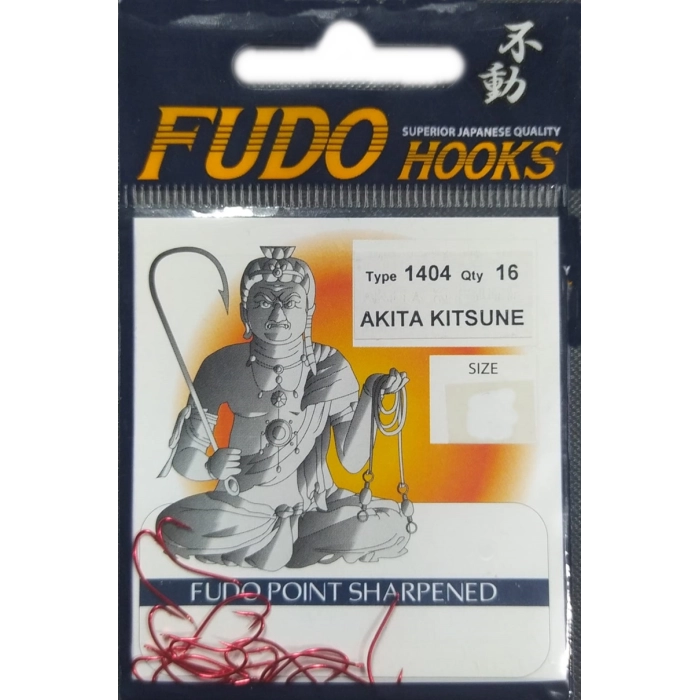 不動
FUDO
SUPERIOR JAPANESE QUALITY
HOOKS
Type 1404 Qty 16
AKITA KITSUNE
SIZE
FUDO POINT SHARPENED